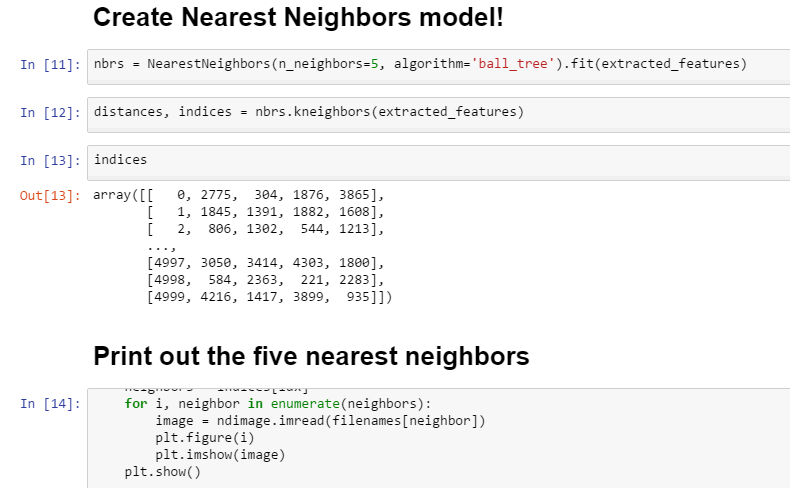 Create Nearest Neighbors model!
In [11]: nbrs = NearestNeighbors(n_neighbors=5, algorithm='ball_tree').fit(extracted_features)
In [12]: distances, indices = nbrs.kneighbors(extracted_features)
In [13]: indices
Out[13]: array([[   0, 2775,  304, 1876, 3865],
       [   1, 1845, 1391, 1882, 1608],
       [   2,  806, 1302,  544, 1213],
       ...,
       [4997, 3050, 3414, 4303, 1800],
       [4998,  584, 2363,  221, 2283],
       [4999, 4216, 1417, 3899,  935]])
Print out the five nearest neighbors
neighbors = indices[idx]
In [14]: for i, neighbor in enumerate(neighbors):
        image = ndimage.imread(filenames[neighbor])
        plt.figure(i)
        plt.imshow(image)
    plt.show()